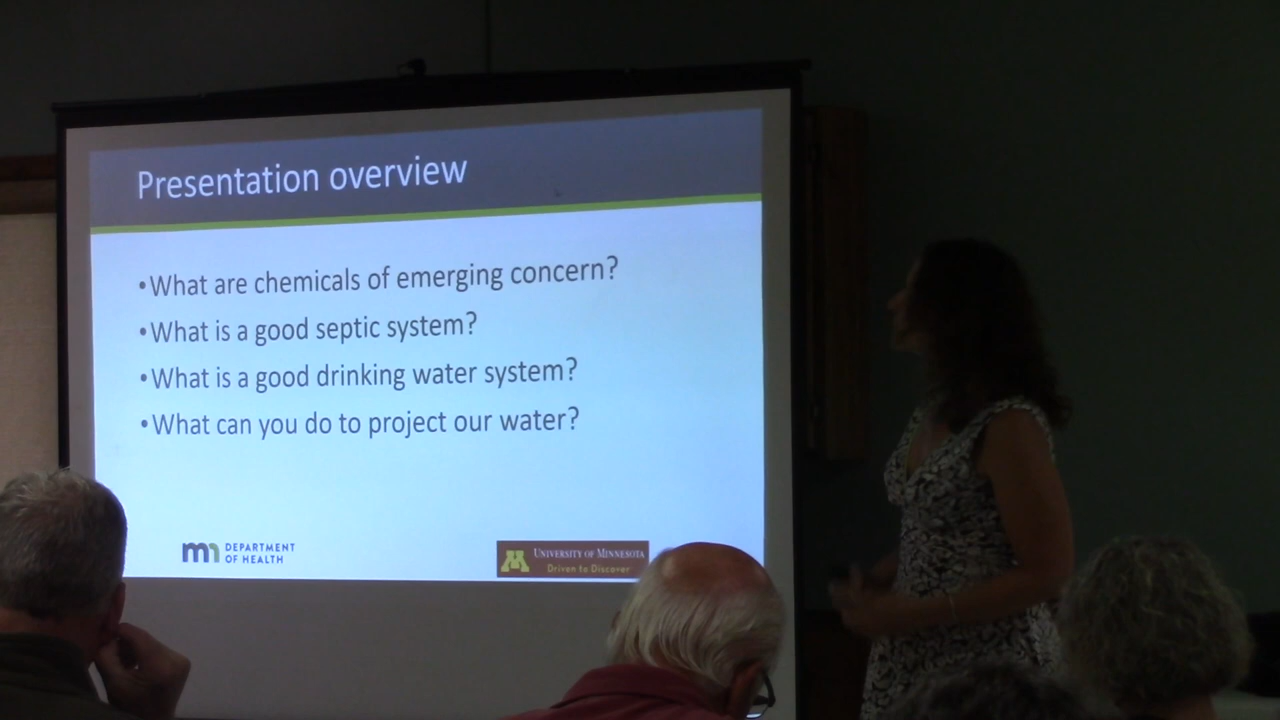 Presentation overview
•What are chemicals of emerging concern?
•What is a good septic system?
•What is a good drinking water system?
•What can you do to project our water?
mn DEPARTMENT
OF HEALTH
M UNIVERSITY OF MINNESOTA
Driven to Discover